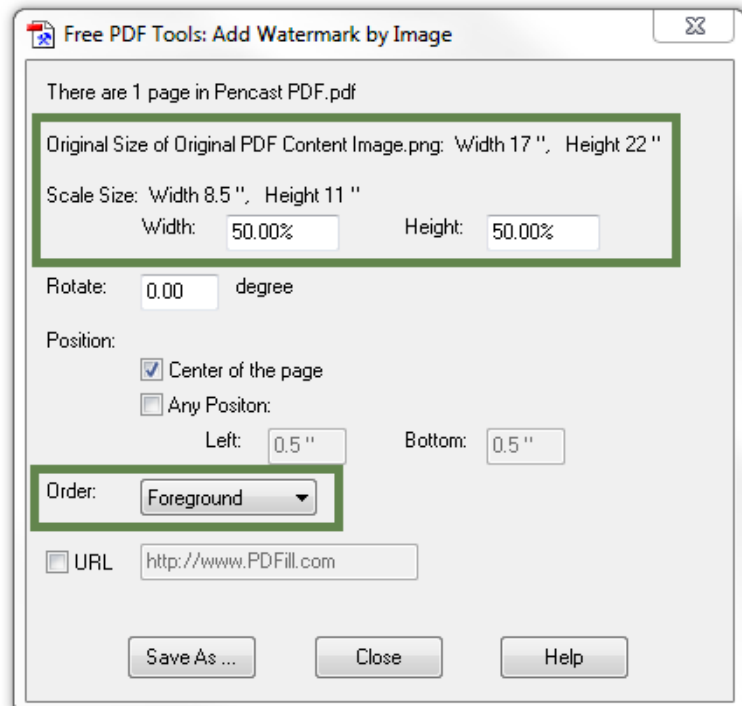 Free PDF Tools: Add Watermark by Image
There are 1 page in Pencast PDF.pdf
Original Size of Original PDF Content Image.png: Width 17 ", Height 22 "
Scale Size: Width 8.5 ", Height 11 "
Width: 50.00% Height: 50.00%
Rotate: 0.00 degree
Position:
Center of the page
Any Positon:
Left: 0.5 " Bottom: 0.5 "
Order: Foreground
URL http://www.PDFill.com
Save As ... Close Help